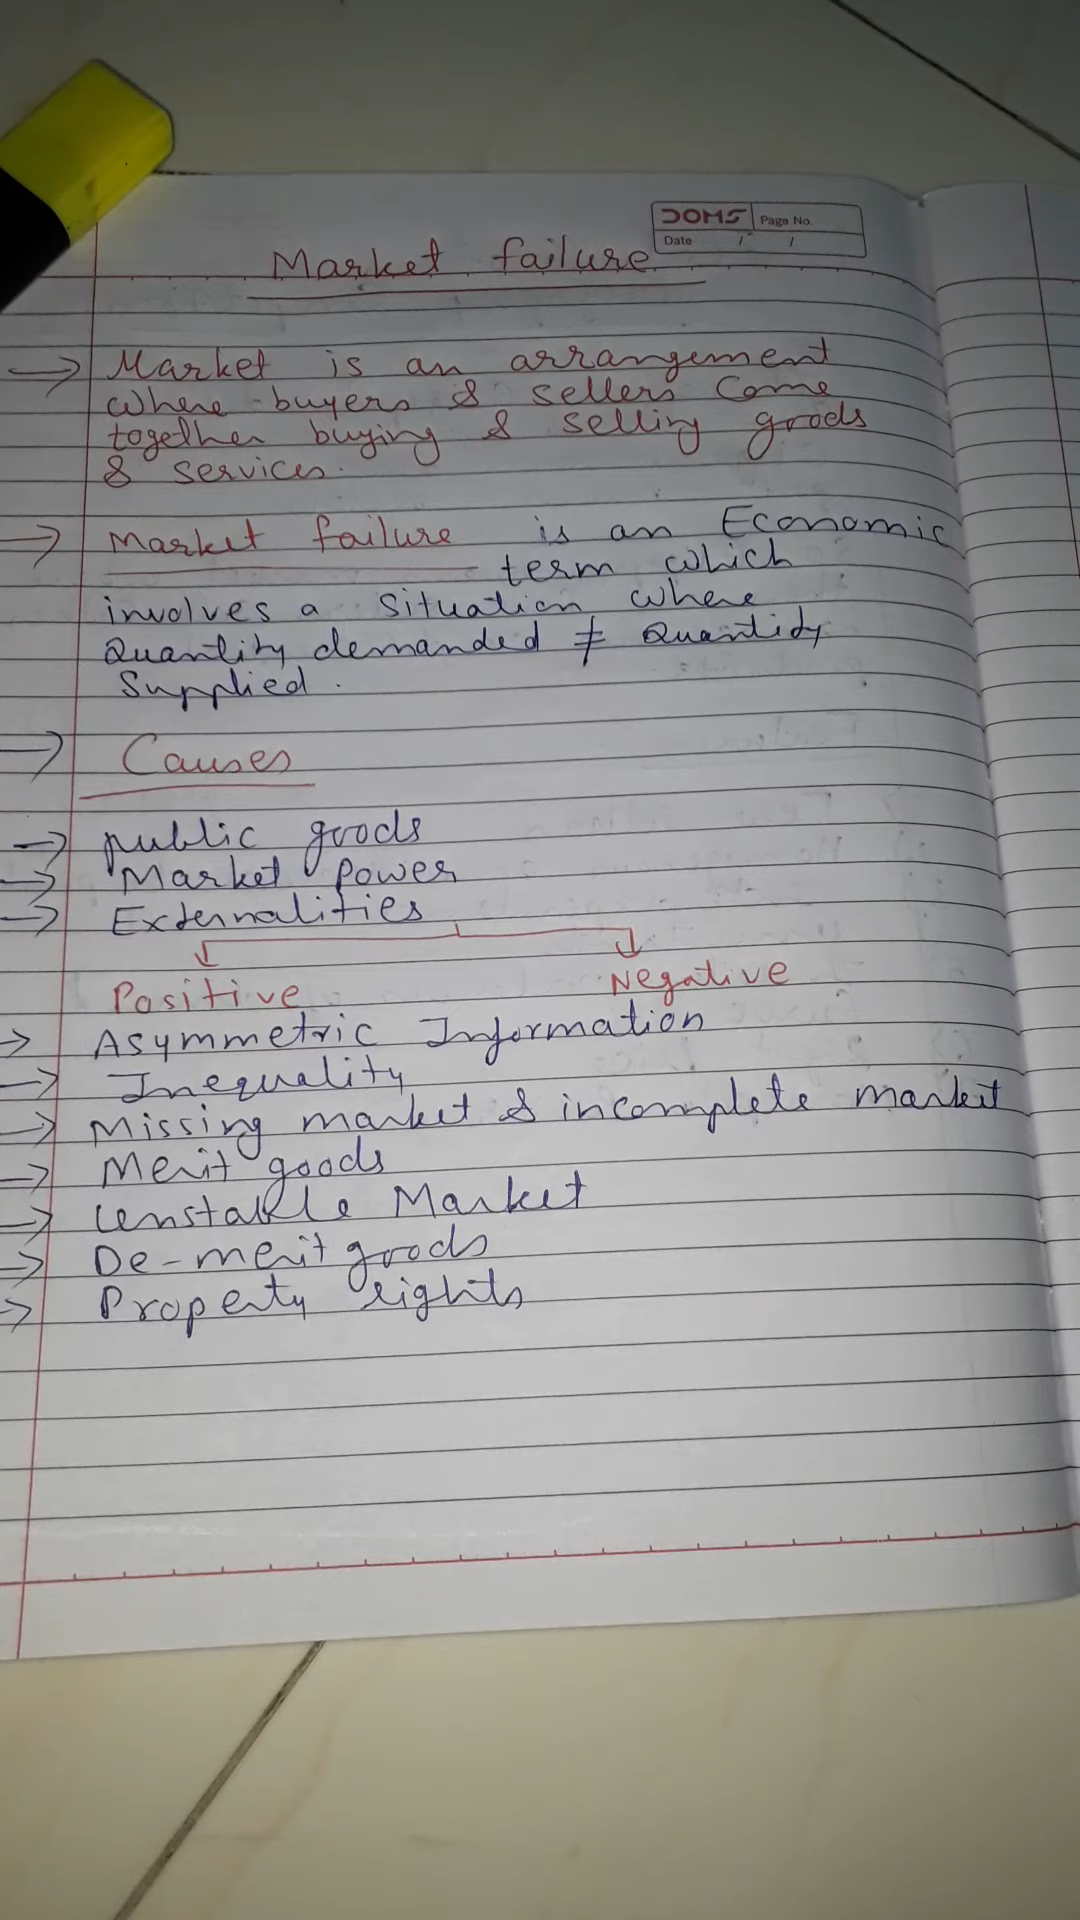 DOMS
Page No.
Date / /
Market failure
→ Market is an arrangement
where buyers & sellers come
together buying & selling goods
& services.
→ Market failure is an Economic
term which
involves a situation where
Quantity demanded ≠ Quantity
Supplied.
→ Causes
→ public goods
→ Market Power
→ Externalities
Positive Negative
→ Asymmetric Information
→ Inequality
→ Missing market & incomplete market
→ Merit goods
→ Unstable Market
→ De-merit goods
→ Property rights